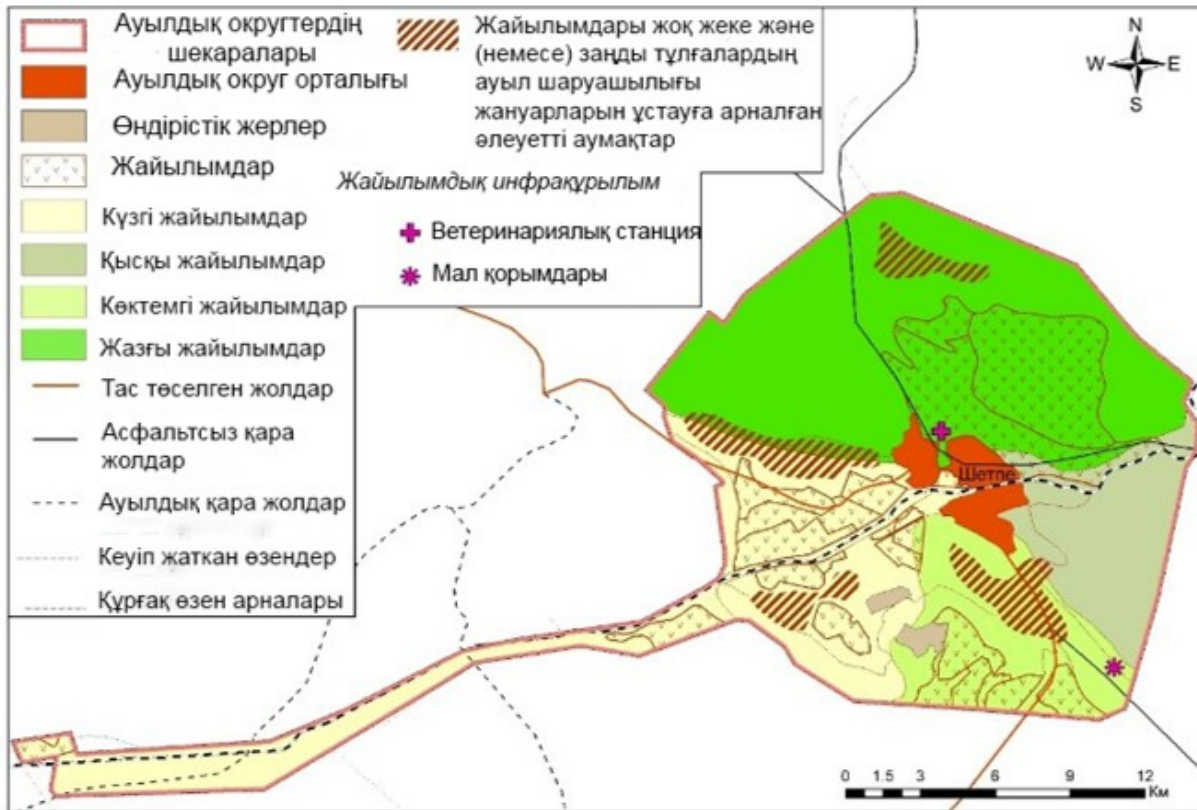 Ауылдық округтердің
шекаралары
Ауылдық округ орталығы
Өндірістік жерлер
Жайылымдар
Күзгі жайылымдар
Қысқы жайылымдар
Көктемгі жайылымдар
Жазғы жайылымдар
Тас төселген жолдар
Асфальтсыз қара
жолдар
Ауылдық қара жолдар
Кеуіп жаткан өзендер
Құрғақ өзен арналары
Жайылымдары жоқ жеке және
(немесе) заңды тұлғалардың
ауыл шаруашылығы
жануарларын ұстауға арналған
әлеуетті аумақтар
Жайылымдық инфрақұрылым
Ветеринариялық станция
Мал қорымдары
N
W E
S
Шетпе
0 1.5 3 6 9 12
Км